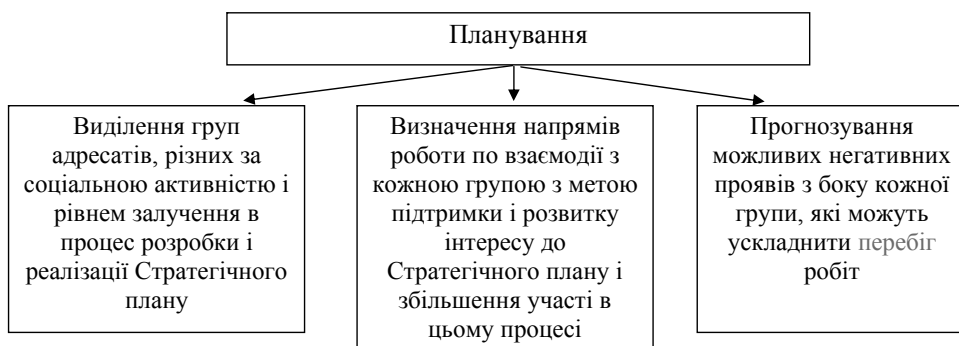 Планування
Виділення груп
адресатів, різних за
соціальною активністю і
рівнем залучення в
процес розробки і
реалізації Стратегічного
плану
Визначення напрямів
роботи по взаємодії з
кожною групою з метою
підтримки і розвитку
інтересу до
Стратегічного плану і
збільшення участі в
цьому процесі
Прогнозування
можливих негативних
проявів з боку кожної
групи, які можуть
ускладнити перебіг
робіт